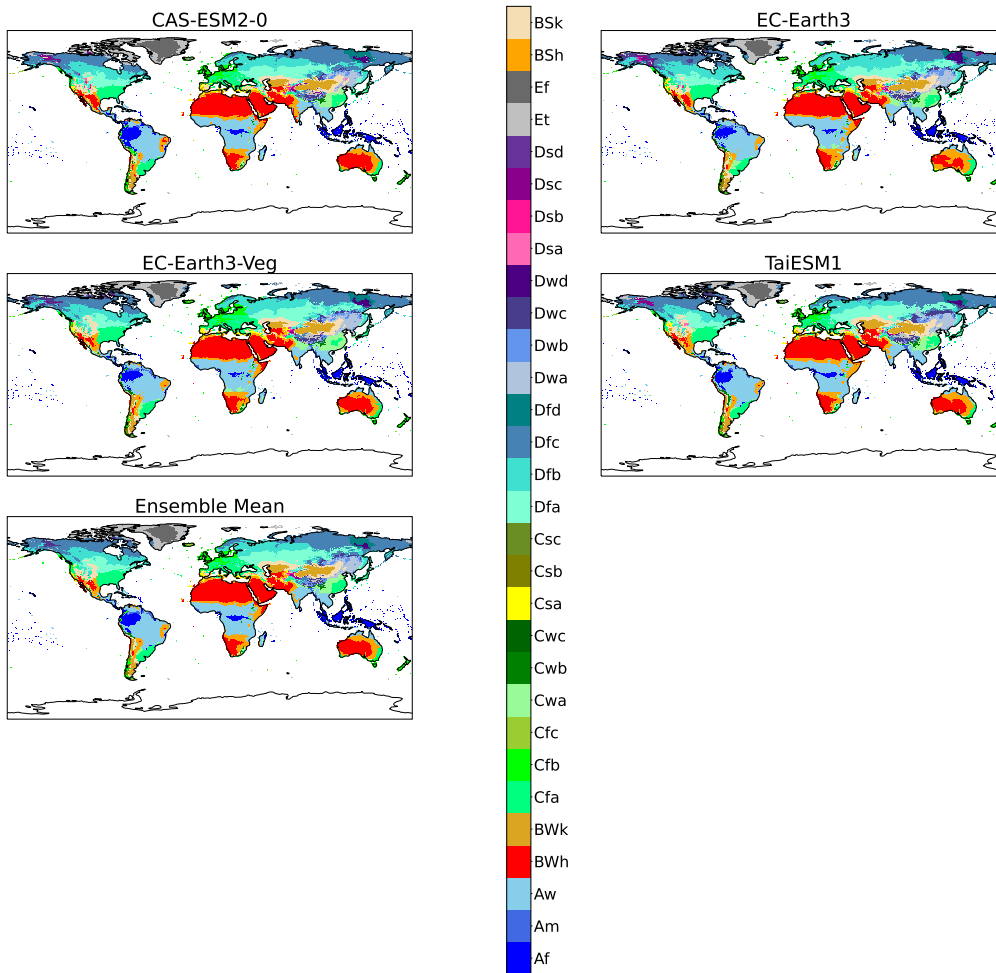 CAS-ESM2-0
EC-Earth3
EC-Earth3-Veg
TaiESM1
Ensemble Mean
BSk
BSh
Ef
Et
Dsd
Dsc
Dsb
Dsa
Dwd
Dwc
Dwb
Dwa
Dfd
Dfc
Dfb
Dfa
Csc
Csb
Csa
Cwc
Cwb
Cwa
Cfc
Cfb
Cfa
BWk
BWh
Aw
Am
Af